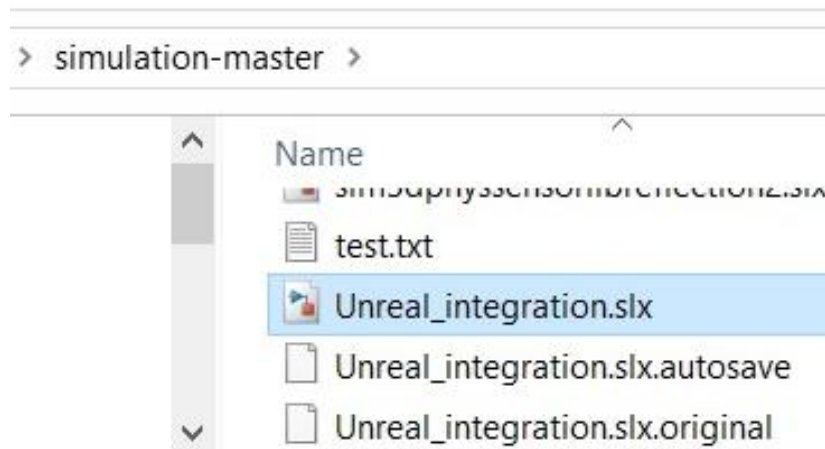 > simulation-master >
Name
test.txt
Unreal_integration.slx
Unreal_integration.slx.autosave
Unreal_integration.slx.original